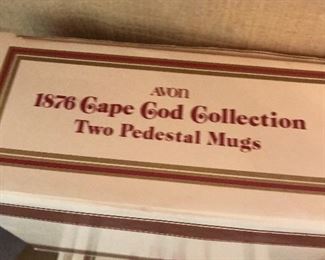 AVON
1876 Cape Cod Collection
Two Pedestal Mugs